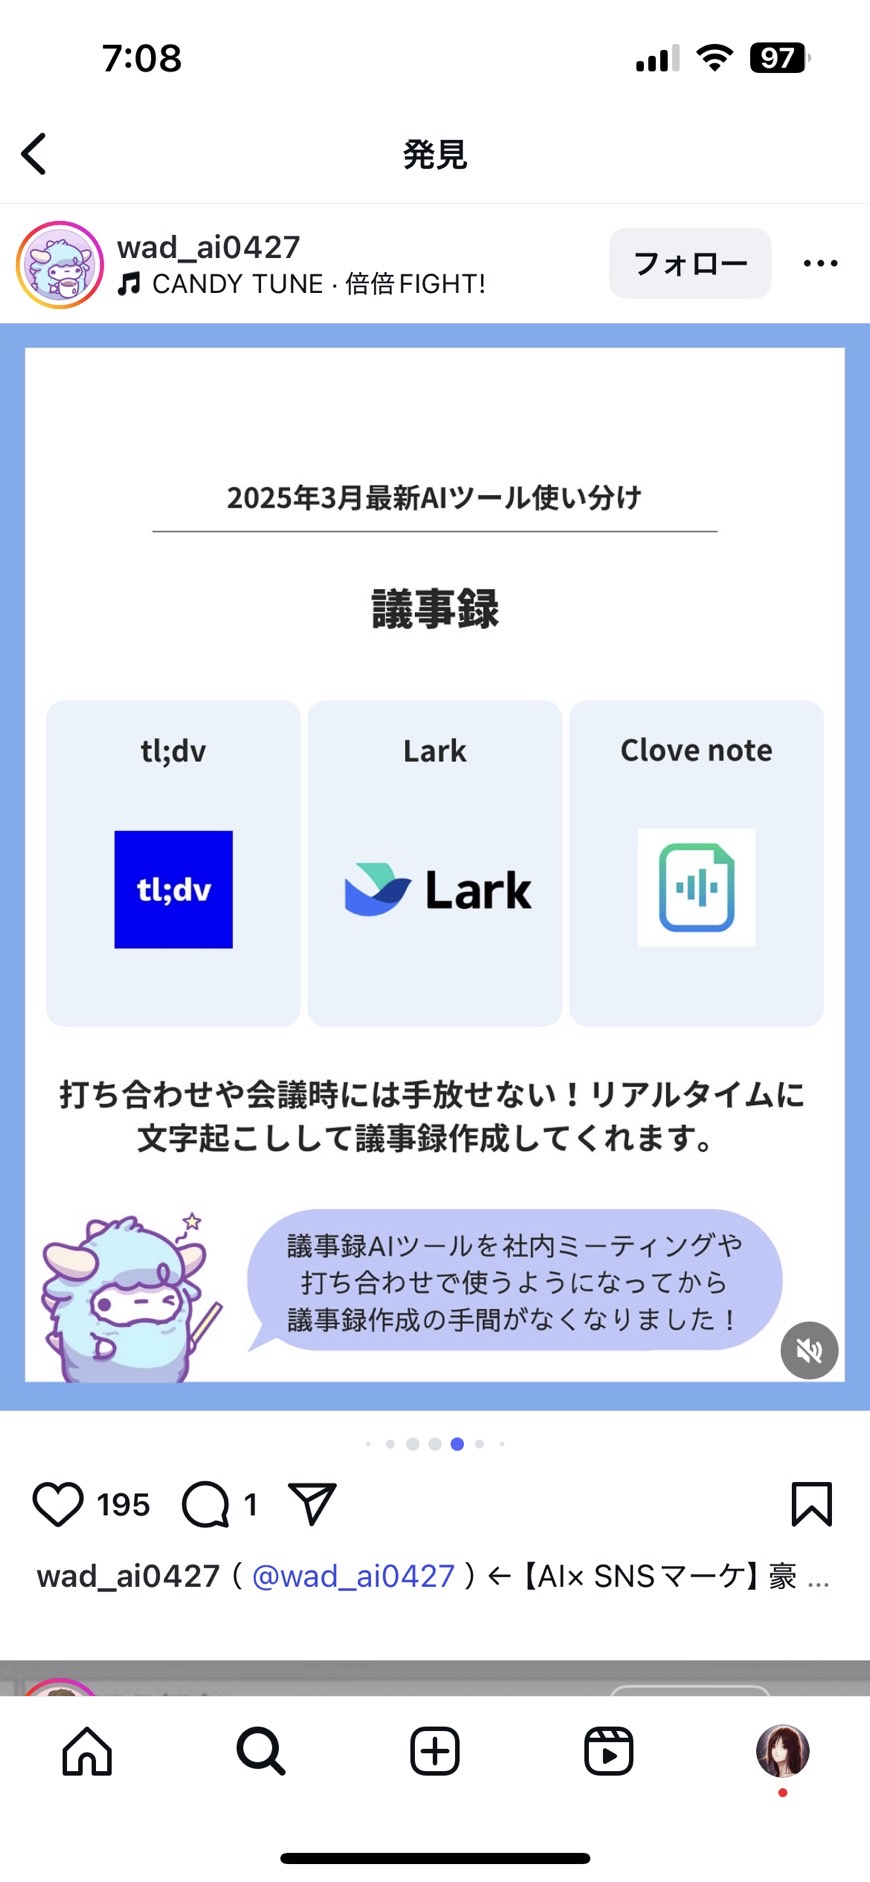 7:08
97
発見
wad_ai0427
フォロー
CANDY TUNE · 倍倍FIGHT!
2025年3月最新AIツール使い分け
議事録
tl;dv
Lark
Clove note
tl;dv
Lark
打ち合わせや会議時には手放せない！リアルタイムに
文字起こしして議事録作成してくれます。
議事録AIツールを社内ミーティングや
打ち合わせで使うようになってから
議事録作成の手間がなくなりました！
195
1
wad_ai0427（@wad_ai0427）←【AI× SNSマーケ】豪 ...